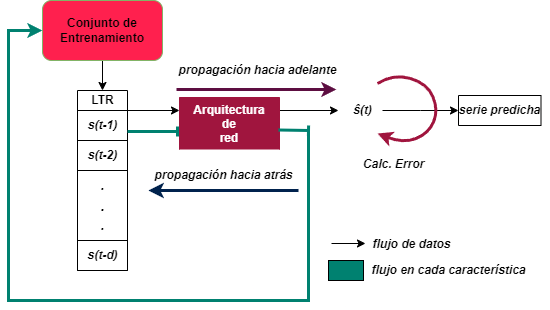 Conjunto de
Entrenamiento
propagación hacia adelante
LTR
s(t-1)
s(t-2)
.
.
.
s(t-d)
Arquitectura
de
red
ŝ(t)
serie predicha
Calc. Error
propagación hacia atrás
flujo de datos
flujo en cada característica